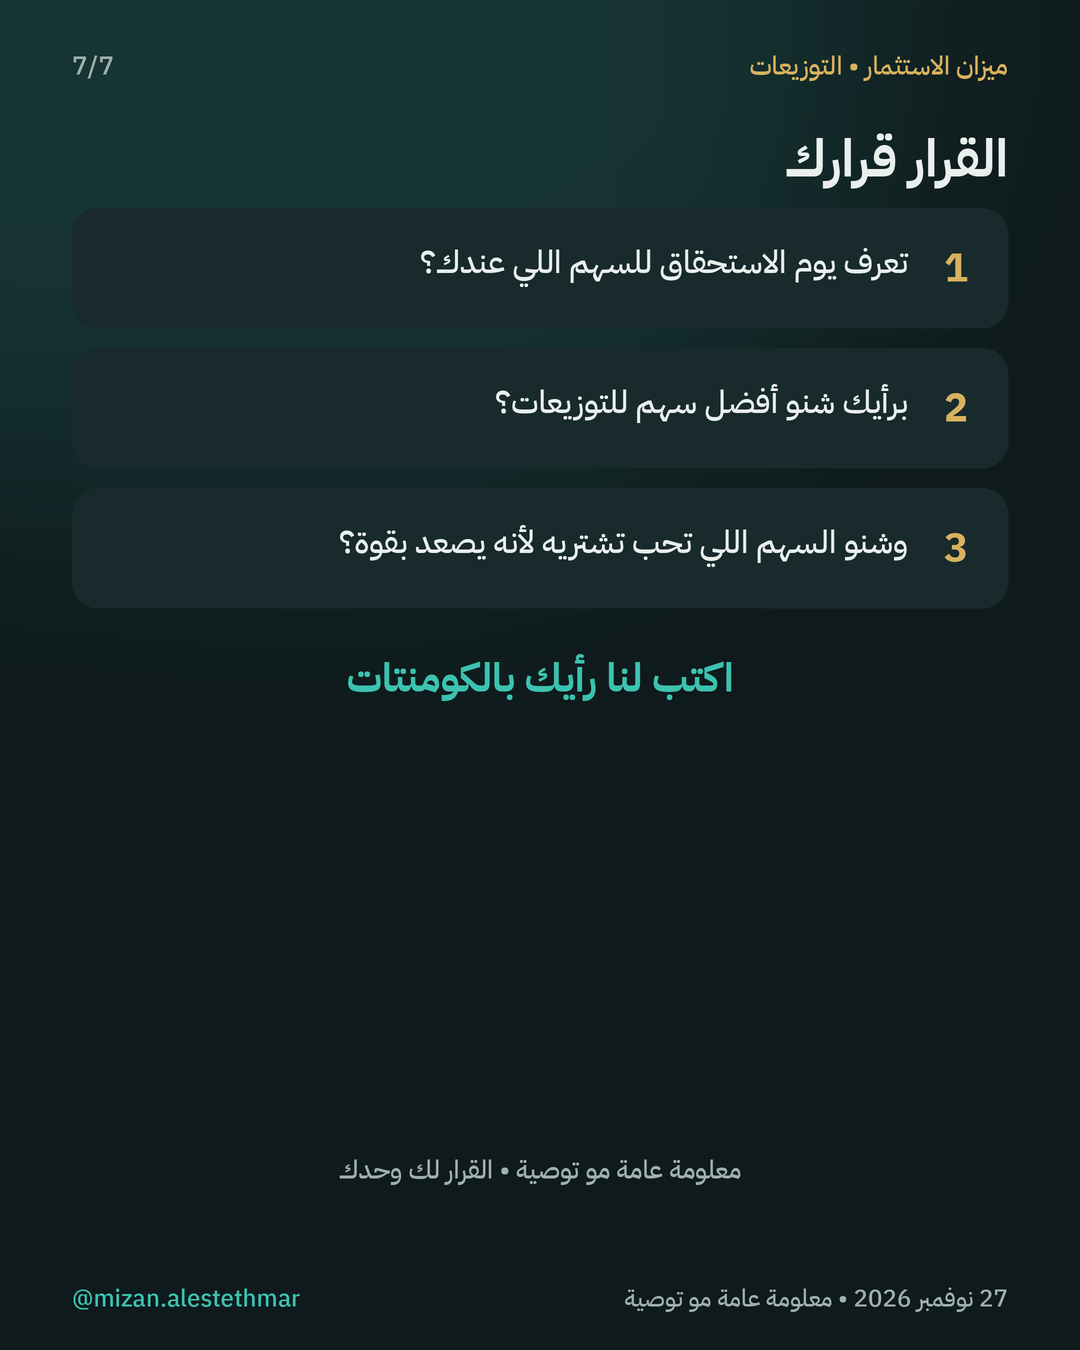 ميزان الاستثمار • التوزيعات
7/7
القرار قرارك
1 تعرف يوم الاستحقاق للسهم اللي عندك؟
2 برأيك شنو أفضل سهم للتوزيعات؟
3 وشنو السهم اللي تحب تشتريه لأنه يصعد بقوة؟
اكتب لنا رأيك بالكومنتات
معلومة عامة مو توصية • القرار لك وحدك
27 نوفمبر 2026 • معلومة عامة مو توصية
@mizan.alestethmar